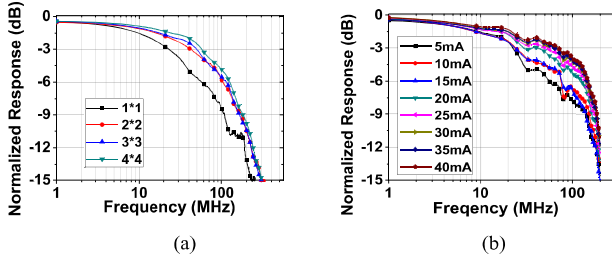 0
-3
-6
-9
-12
-15
Normalized Response (dB)
1*1
2*2
3*3
4*4
1
10
100
Frequency (MHz)
(a)
0
-3
-6
-9
-12
-15
Normalized Response (dB)
5mA
10mA
15mA
20mA
25mA
30mA
35mA
40mA
1
10
100
Freqency (MHz)
(b)